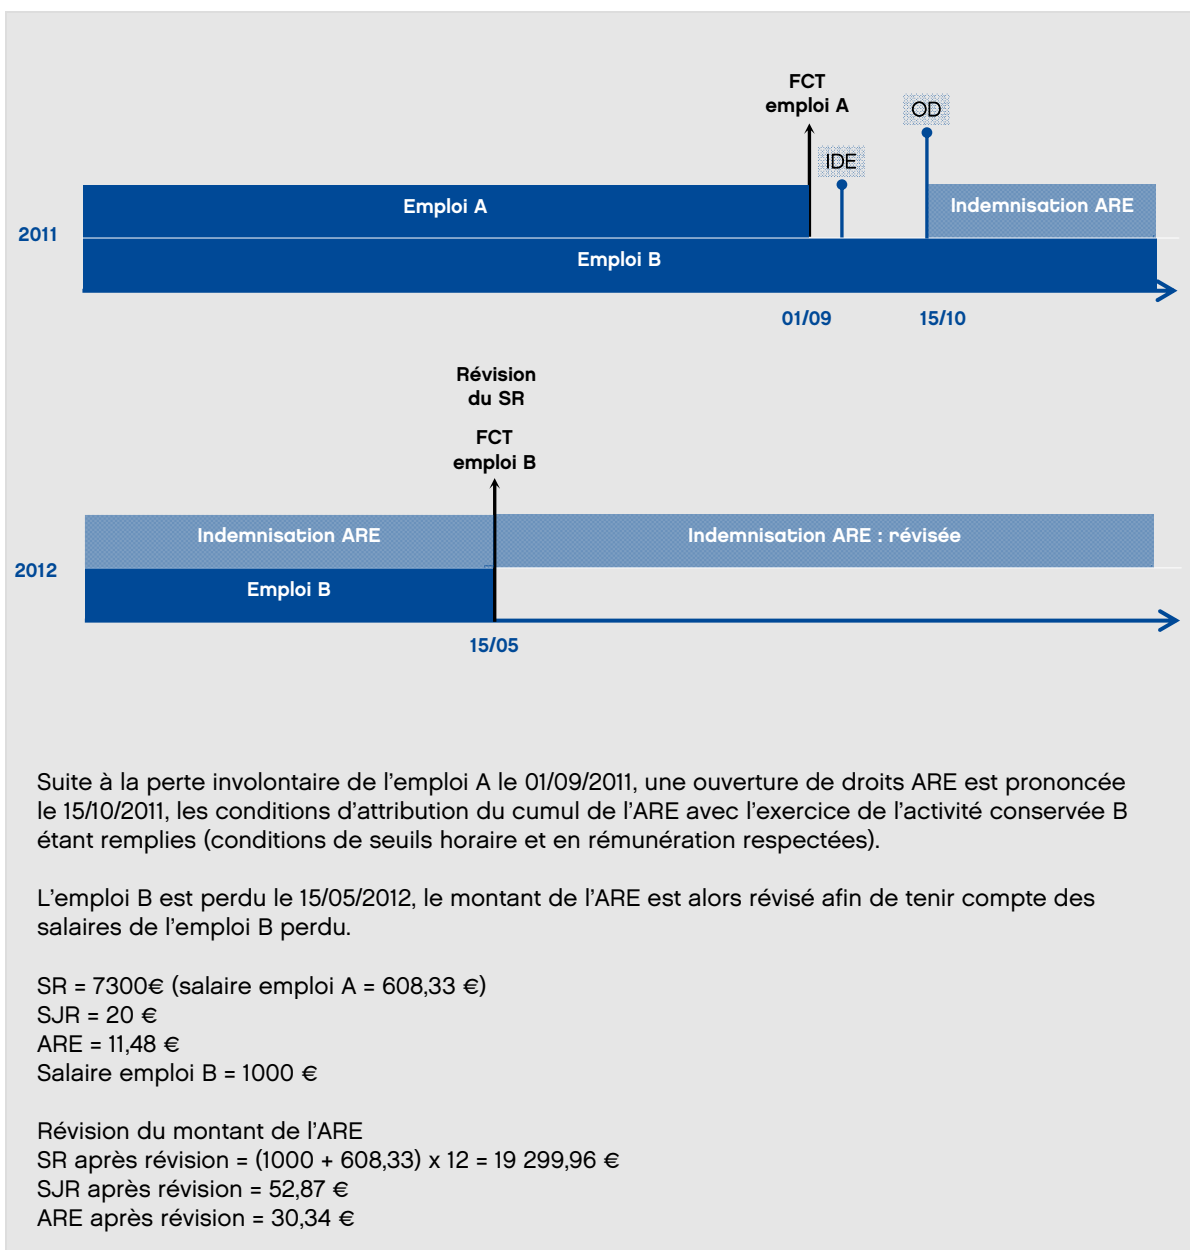 FCT
emploi A
OD
IDE
Emploi A
Indemnisation ARE
2011
Emploi B
01/09
15/10
Révision
du SR
FCT
emploi B
Indemnisation ARE
Indemnisation ARE : révisée
2012
Emploi B
15/05
Suite à la perte involontaire de l'emploi A le 01/09/2011, une ouverture de droits ARE est prononcée
le 15/10/2011, les conditions d'attribution du cumul de l'ARE avec l'exercice de l'activité conservée B
étant remplies (conditions de seuils horaire et en rémunération respectées).
L'emploi B est perdu le 15/05/2012, le montant de l'ARE est alors révisé afin de tenir compte des
salaires de l'emploi B perdu.
SR = 7300€ (salaire emploi A = 608,33 €)
SJR = 20 €
ARE = 11,48 €
Salaire emploi B = 1000 €
Révision du montant de l'ARE
SR après révision = (1000 + 608,33) x 12 = 19 299,96 €
SJR après révision = 52,87 €
ARE après révision = 30,34 €